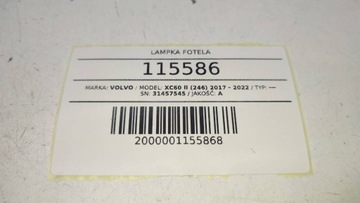 LAMPKA FOTELA
115586
MARKA: VOLVO / MODEL: XC60 II (246) 2017 - 2022 / TYP: ---
SN: 31457545 / JAKOŚĆ: A
2000001155868